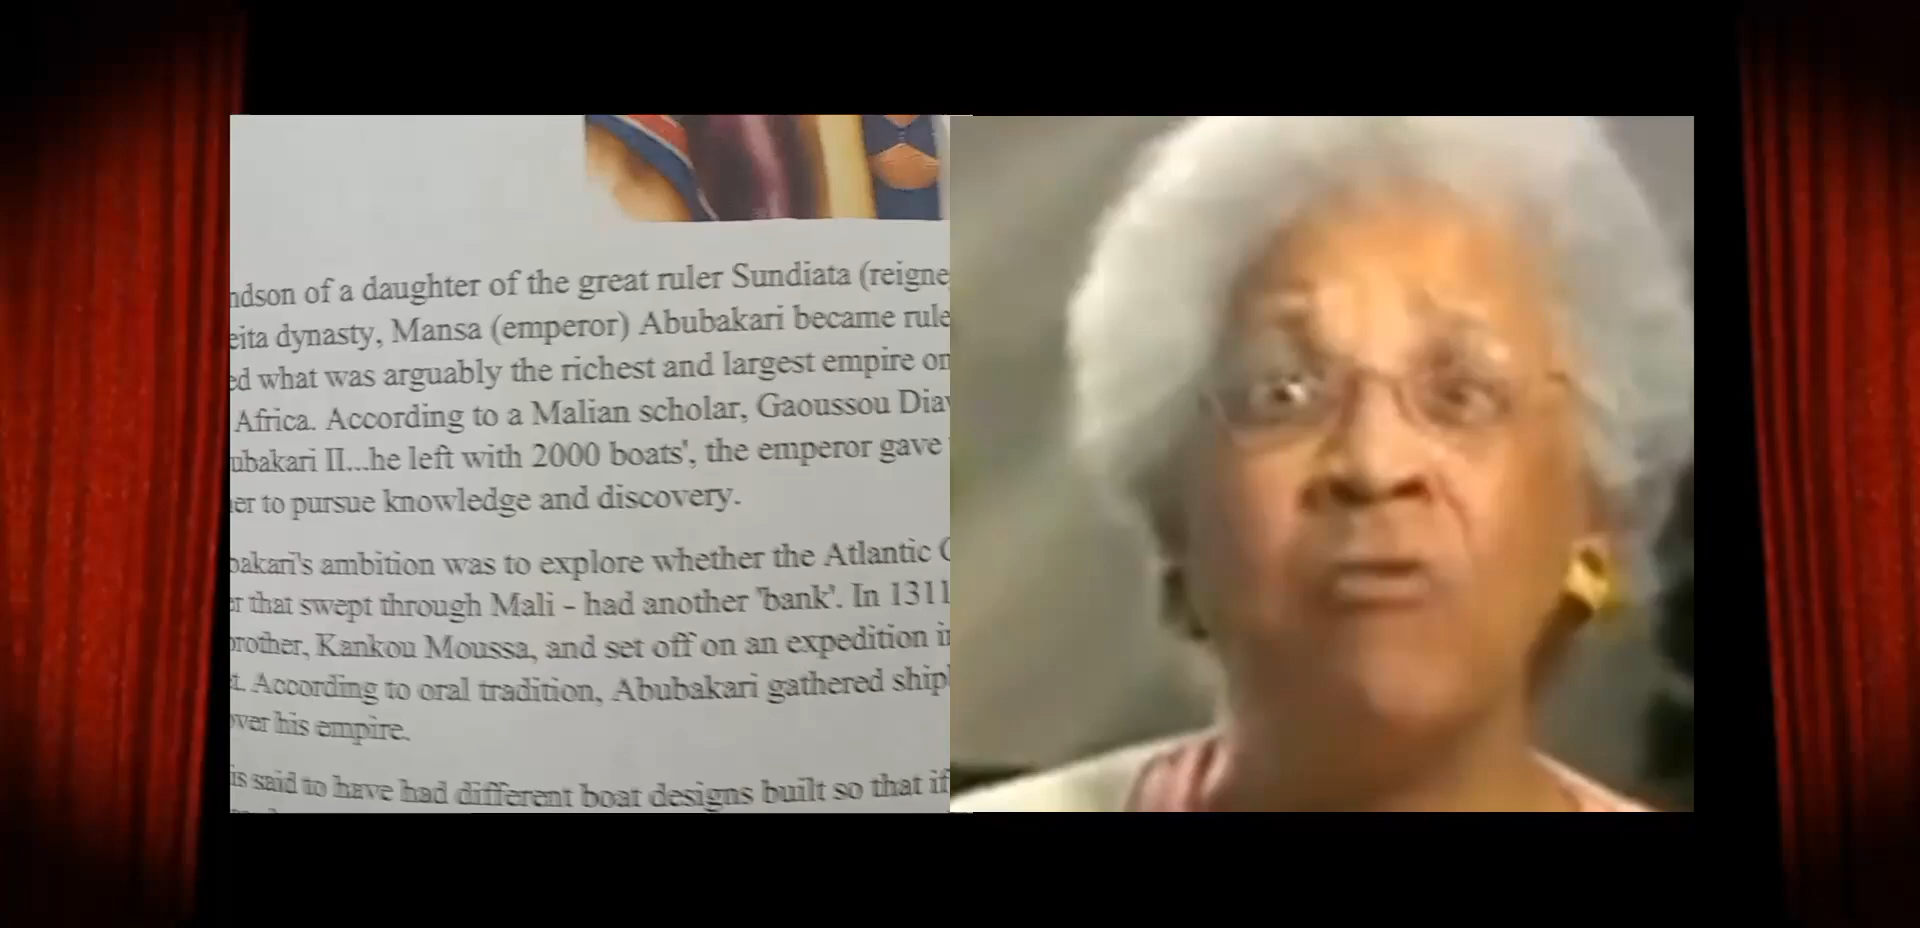 ndson of a daughter of the great ruler Sundiata (reigne
eita dynasty, Mansa (emperor) Abubakari became rule
ed what was arguably the richest and largest empire on
Africa. According to a Malian scholar, Gaoussou Diaw
ubakari II...he left with 2000 boats', the emperor gave
er to pursue knowledge and discovery.
bakari's ambition was to explore whether the Atlantic
r that swept through Mali – had another 'bank'. In 1311
brother, Kankou Moussa, and set off on an expedition in
t. According to oral tradition, Abubakari gathered ship
over his empire.
is said to have had different boat designs built so that if